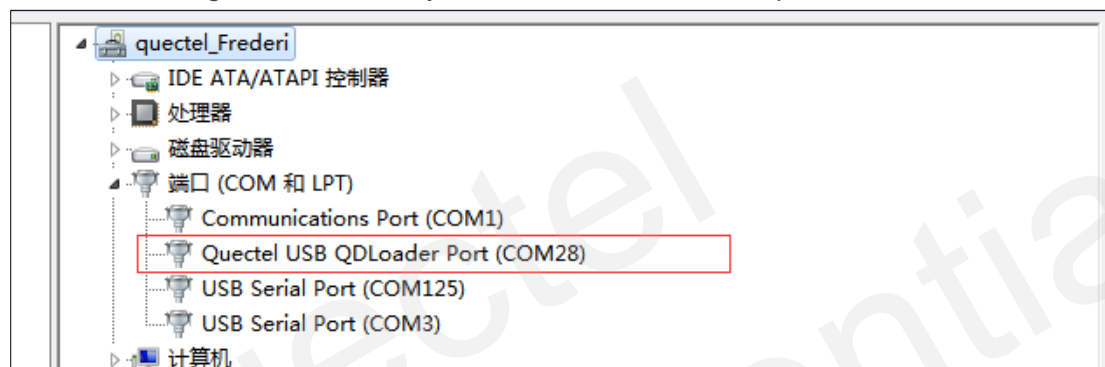 quectel_Frederi
IDE ATA/ATAPI 控制器
处理器
磁盘驱动器
端口 (COM 和 LPT)
Communications Port (COM1)
Quectel USB QDLoader Port (COM28)
USB Serial Port (COM125)
USB Serial Port (COM3)
计算机